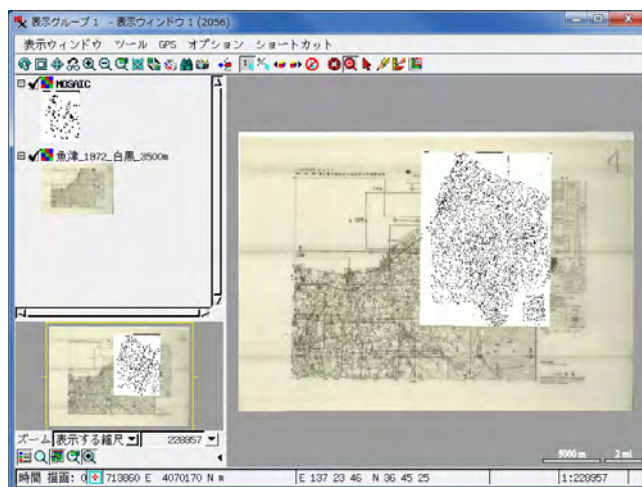 表示グループ 1 - 表示ウィンドウ 1 (2056)
表示ウィンドウ ツール GPS オプション ショートカット
MOSAIC
魚津_1972_白黒_3500m
ズーム 表示する縮尺 228957
5000 m 2 mi
時間 描画: 0 713860 E 4070170 N m E 137 23 46 N 36 45 25 1:228957